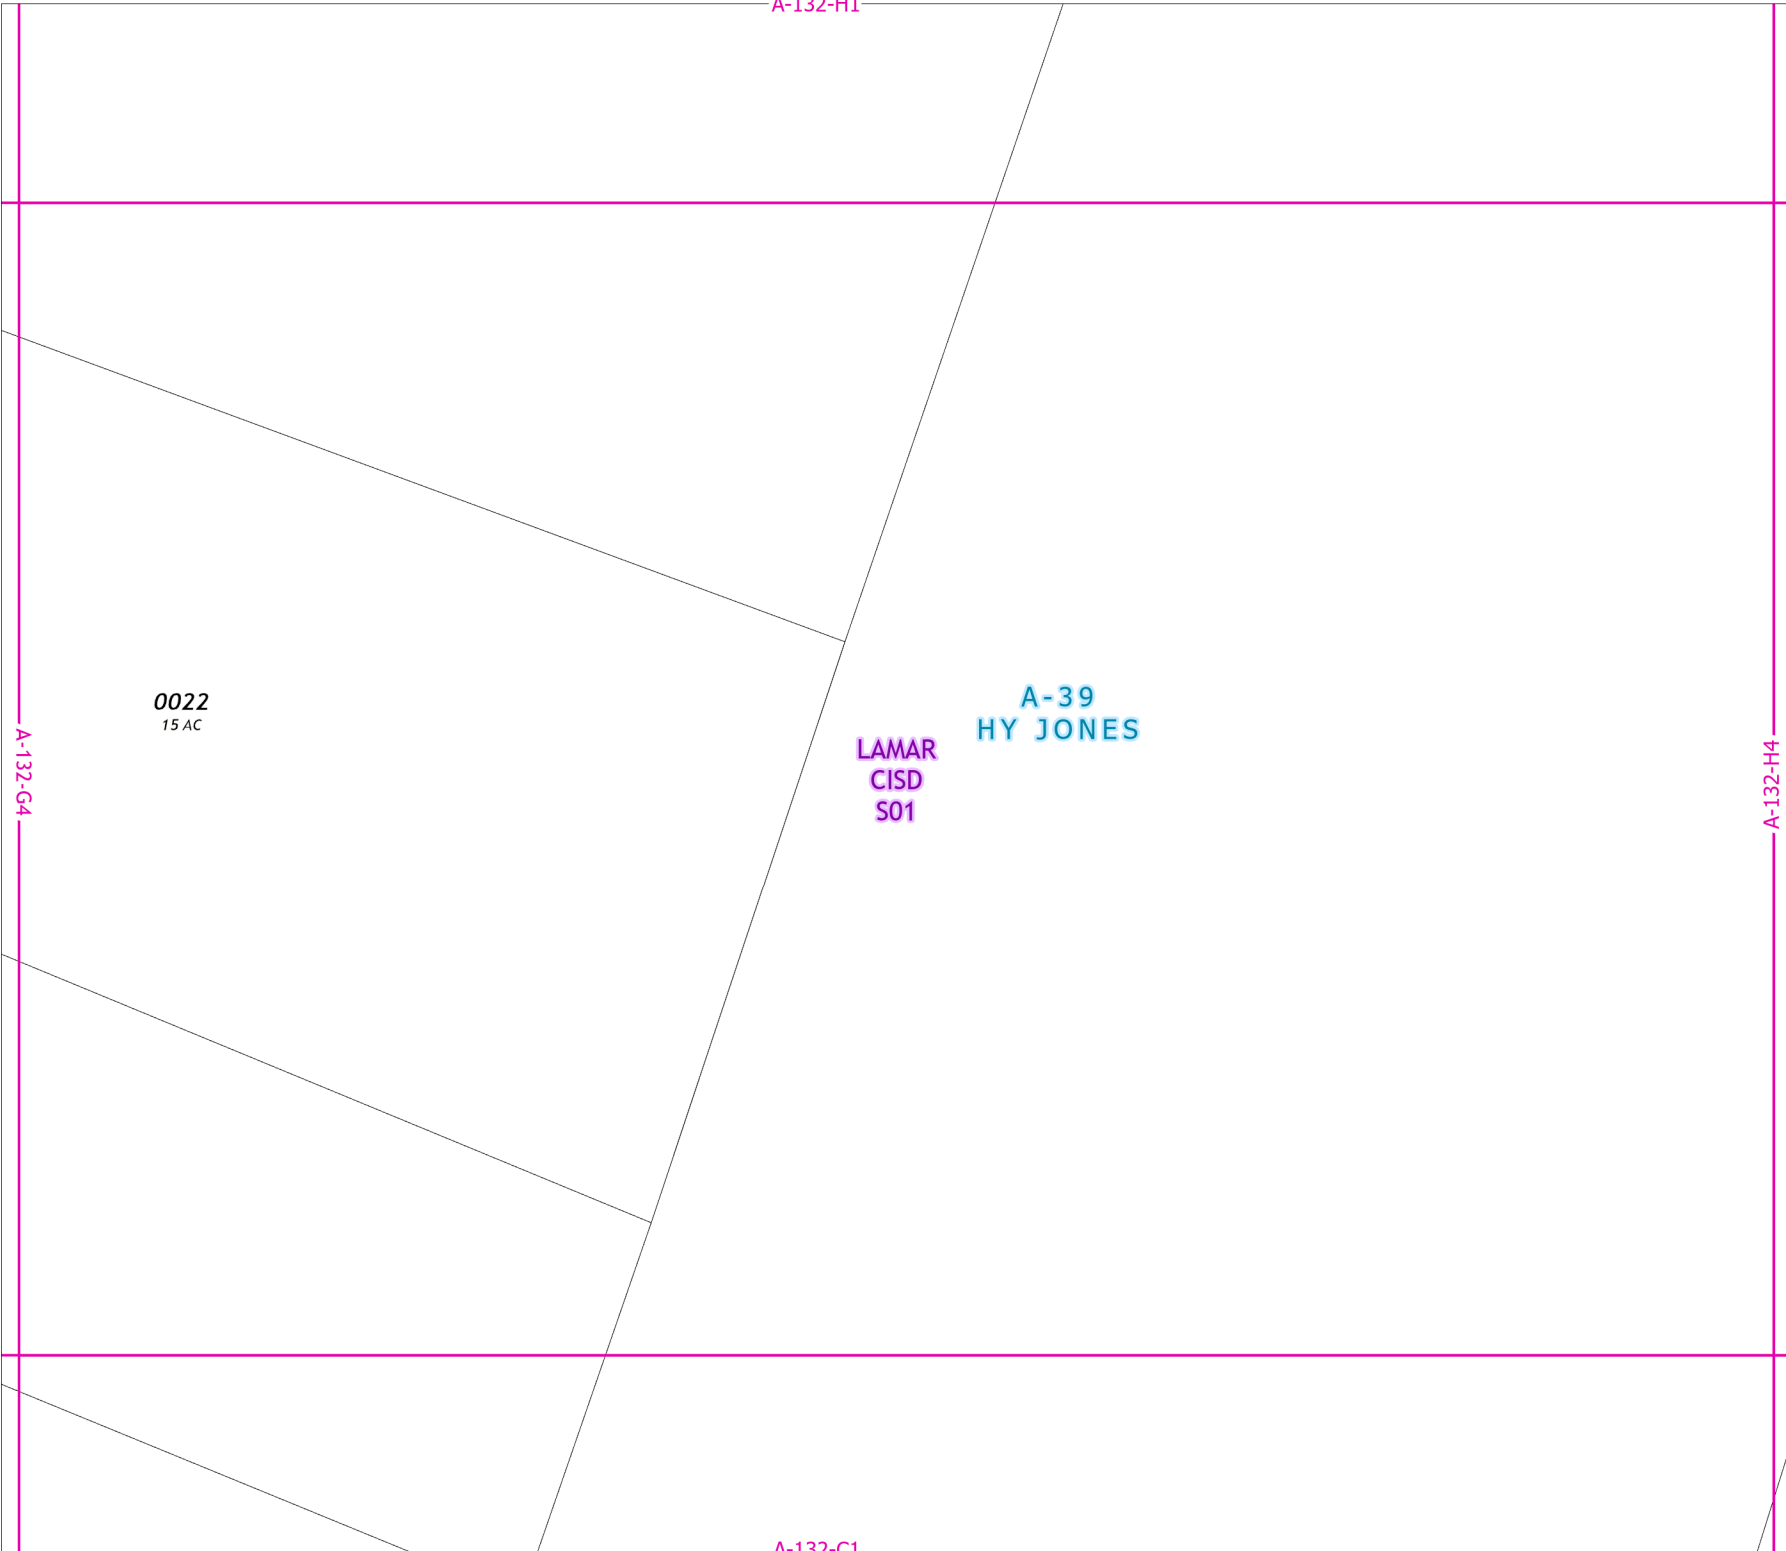 A-132-H1
0022
15 AC
A-39
HY JONES
LAMAR
CISD
S01
A-132-G4
A-132-H4
A-132-C1